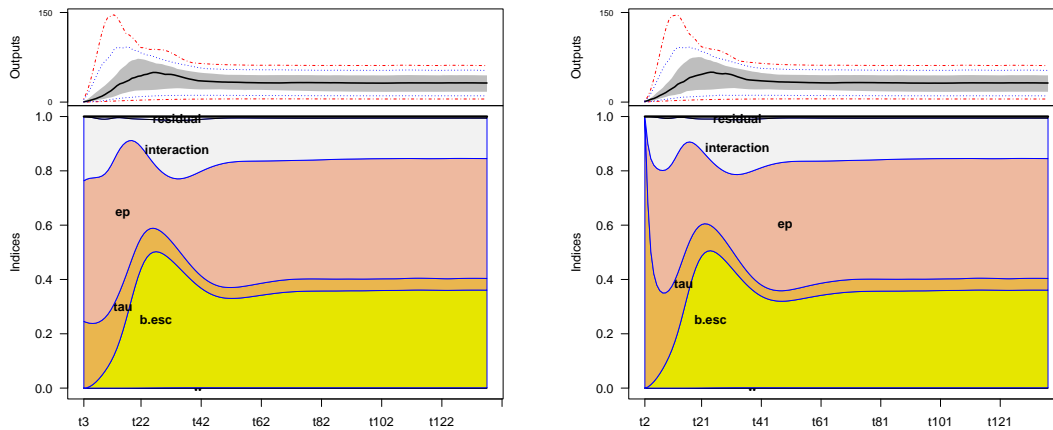 150
Outputs
0
1.0
residual
interaction
0.8
ep
0.6
Indices
0.4
tau
b.esc
0.2
0.0
t3 t22 t42 t62 t82 t102 t122
150
Outputs
0
1.0
residual
interaction
0.8
ep
0.6
Indices
0.4
tau
b.esc
0.2
0.0
t2 t21 t41 t61 t81 t101 t121